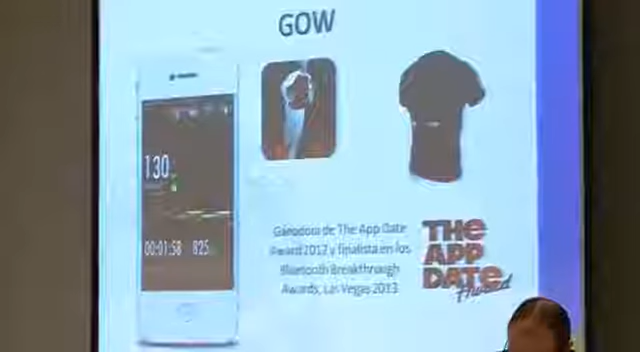 GOW
130
00:01:58 825
Ganadora de The App Date
Award 2012 y finalista en los
Bluetooth Breakthrough
Awards, Las Vegas 2013
THE
APP
DATE
Award